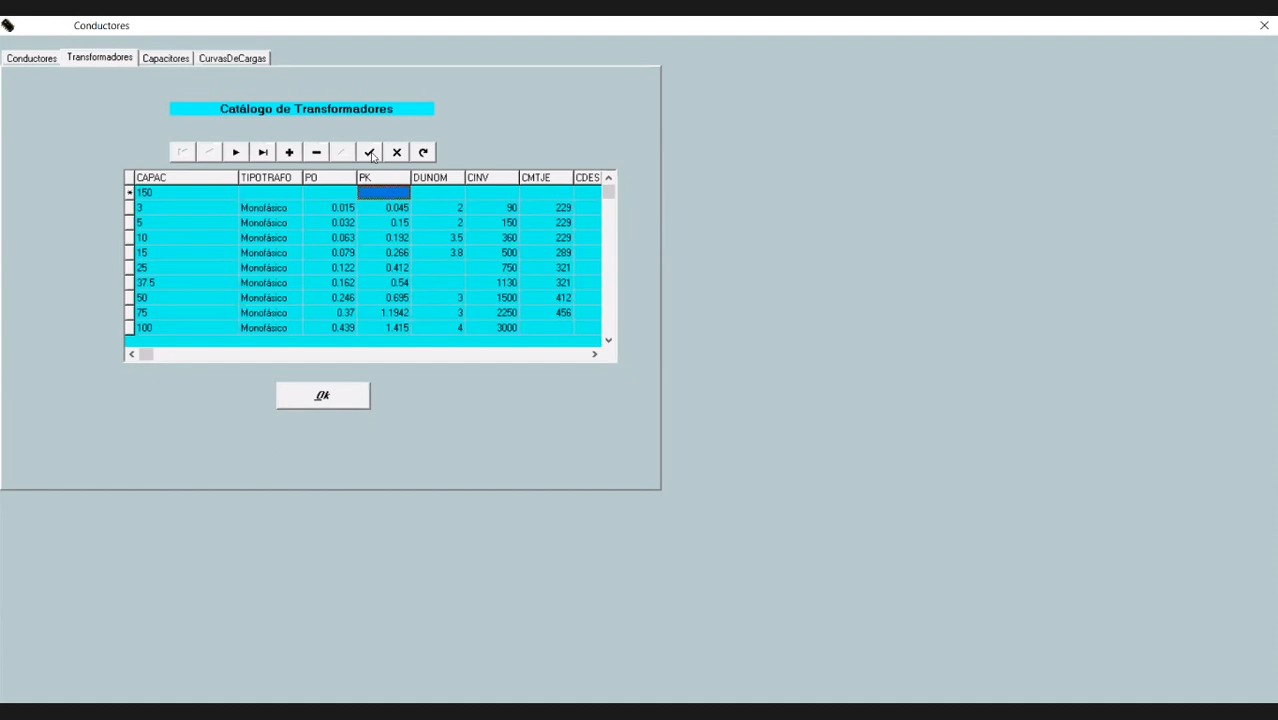 Conductores
Conductores Transformadores Capacitores CurvasDeCargas
Catálogo de Transformadores
CAPAC TIPOTRAFO PO PK DUNOM CINV CMTJE CDES
150
3 Monofásico 0.015 0.045 2 90 229
5 Monofásico 0.032 0.15 2 150 229
10 Monofásico 0.063 0.192 3.5 360 229
15 Monofásico 0.079 0.266 3.8 500 289
25 Monofásico 0.122 0.412 750 321
37.5 Monofásico 0.162 0.54 1130 321
50 Monofásico 0.246 0.695 3 1500 412
75 Monofásico 0.37 1.1942 3 2250 456
100 Monofásico 0.439 1.415 4 3000
Ok